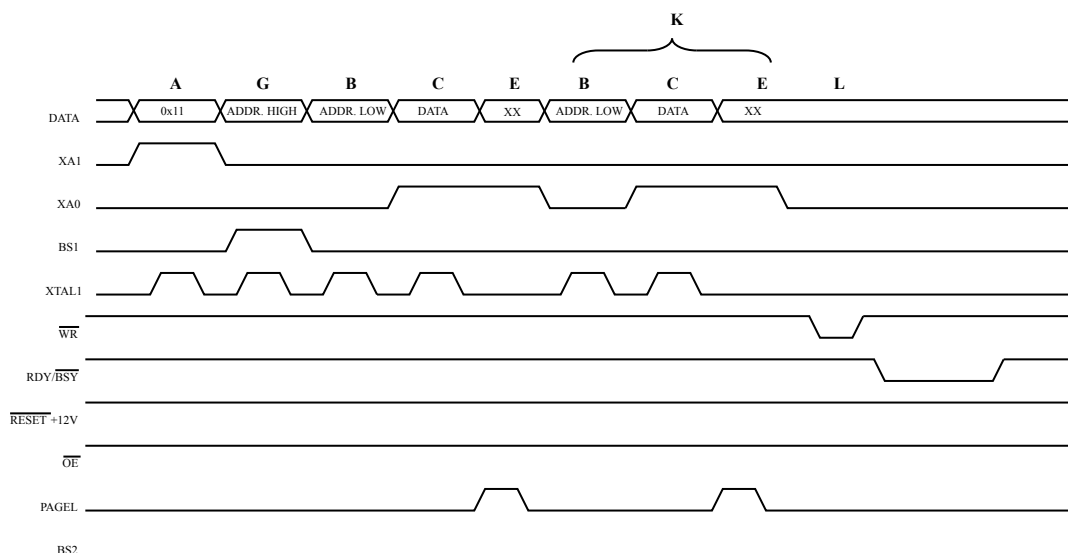 K
A G B C E B C E L
DATA 0x11 ADDR. HIGH ADDR. LOW DATA XX ADDR. LOW DATA XX
XA1
XA0
BS1
XTAL1
WR
RDY/BSY
RESET +12V
OE
PAGEL
BS2